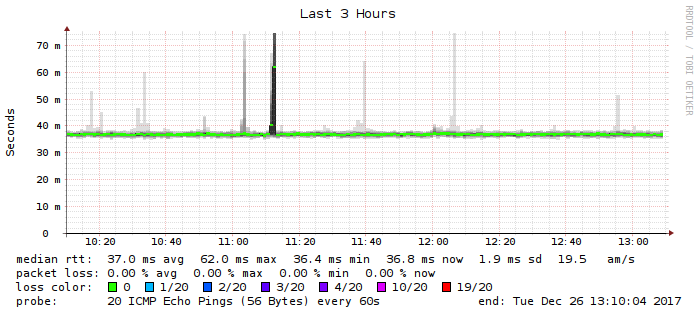 Last 3 Hours
RRDTOOL / TOBI OETIKER
Seconds
70 m
60 m
50 m
40 m
30 m
20 m
10 m
0
10:20 10:40 11:00 11:20 11:40 12:00 12:20 12:40 13:00
median rtt: 37.0 ms avg 62.0 ms max 36.4 ms min 36.8 ms now 1.9 ms sd 19.5 am/s
packet loss: 0.00 % avg 0.00 % max 0.00 % min 0.00 % now
loss color: 0 1/20 2/20 3/20 4/20 10/20 19/20
probe: 20 ICMP Echo Pings (56 Bytes) every 60s end: Tue Dec 26 13:10:04 2017